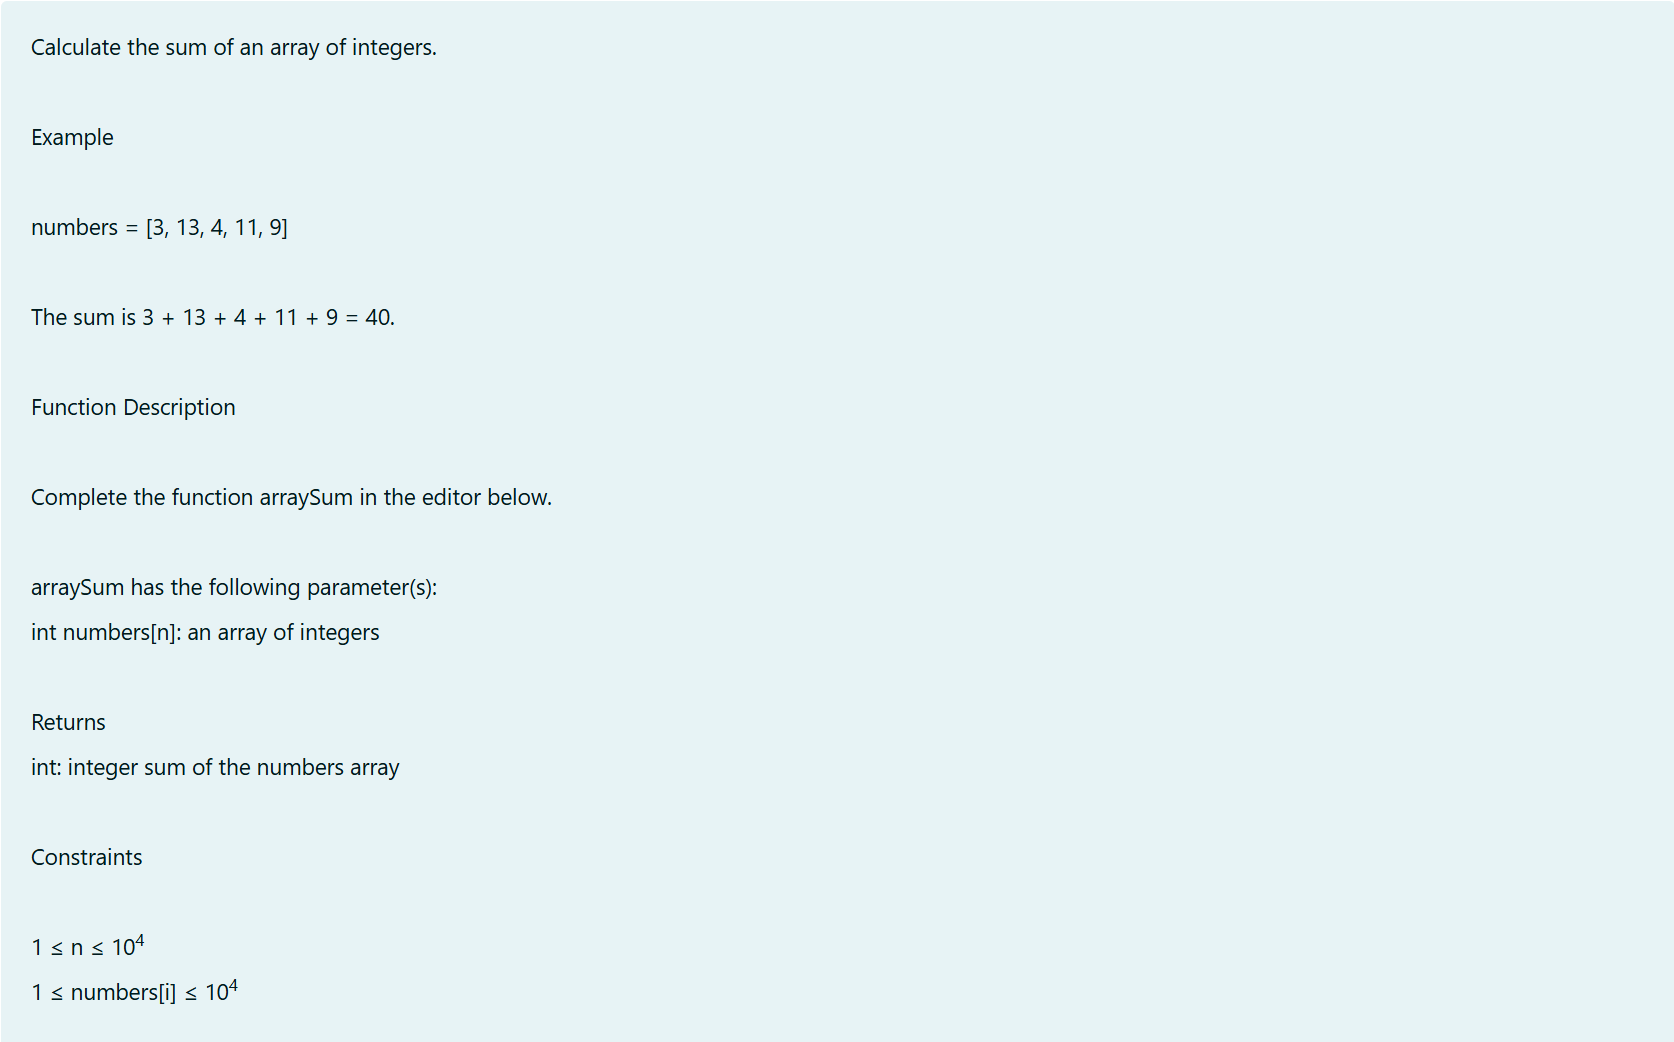 Calculate the sum of an array of integers.
Example
numbers = [3, 13, 4, 11, 9]
The sum is 3 + 13 + 4 + 11 + 9 = 40.
Function Description
Complete the function arraySum in the editor below.
arraySum has the following parameter(s):
int numbers[n]: an array of integers
Returns
int: integer sum of the numbers array
Constraints
1 ≤ n ≤ 10⁴
1 ≤ numbers[i] ≤ 10⁴